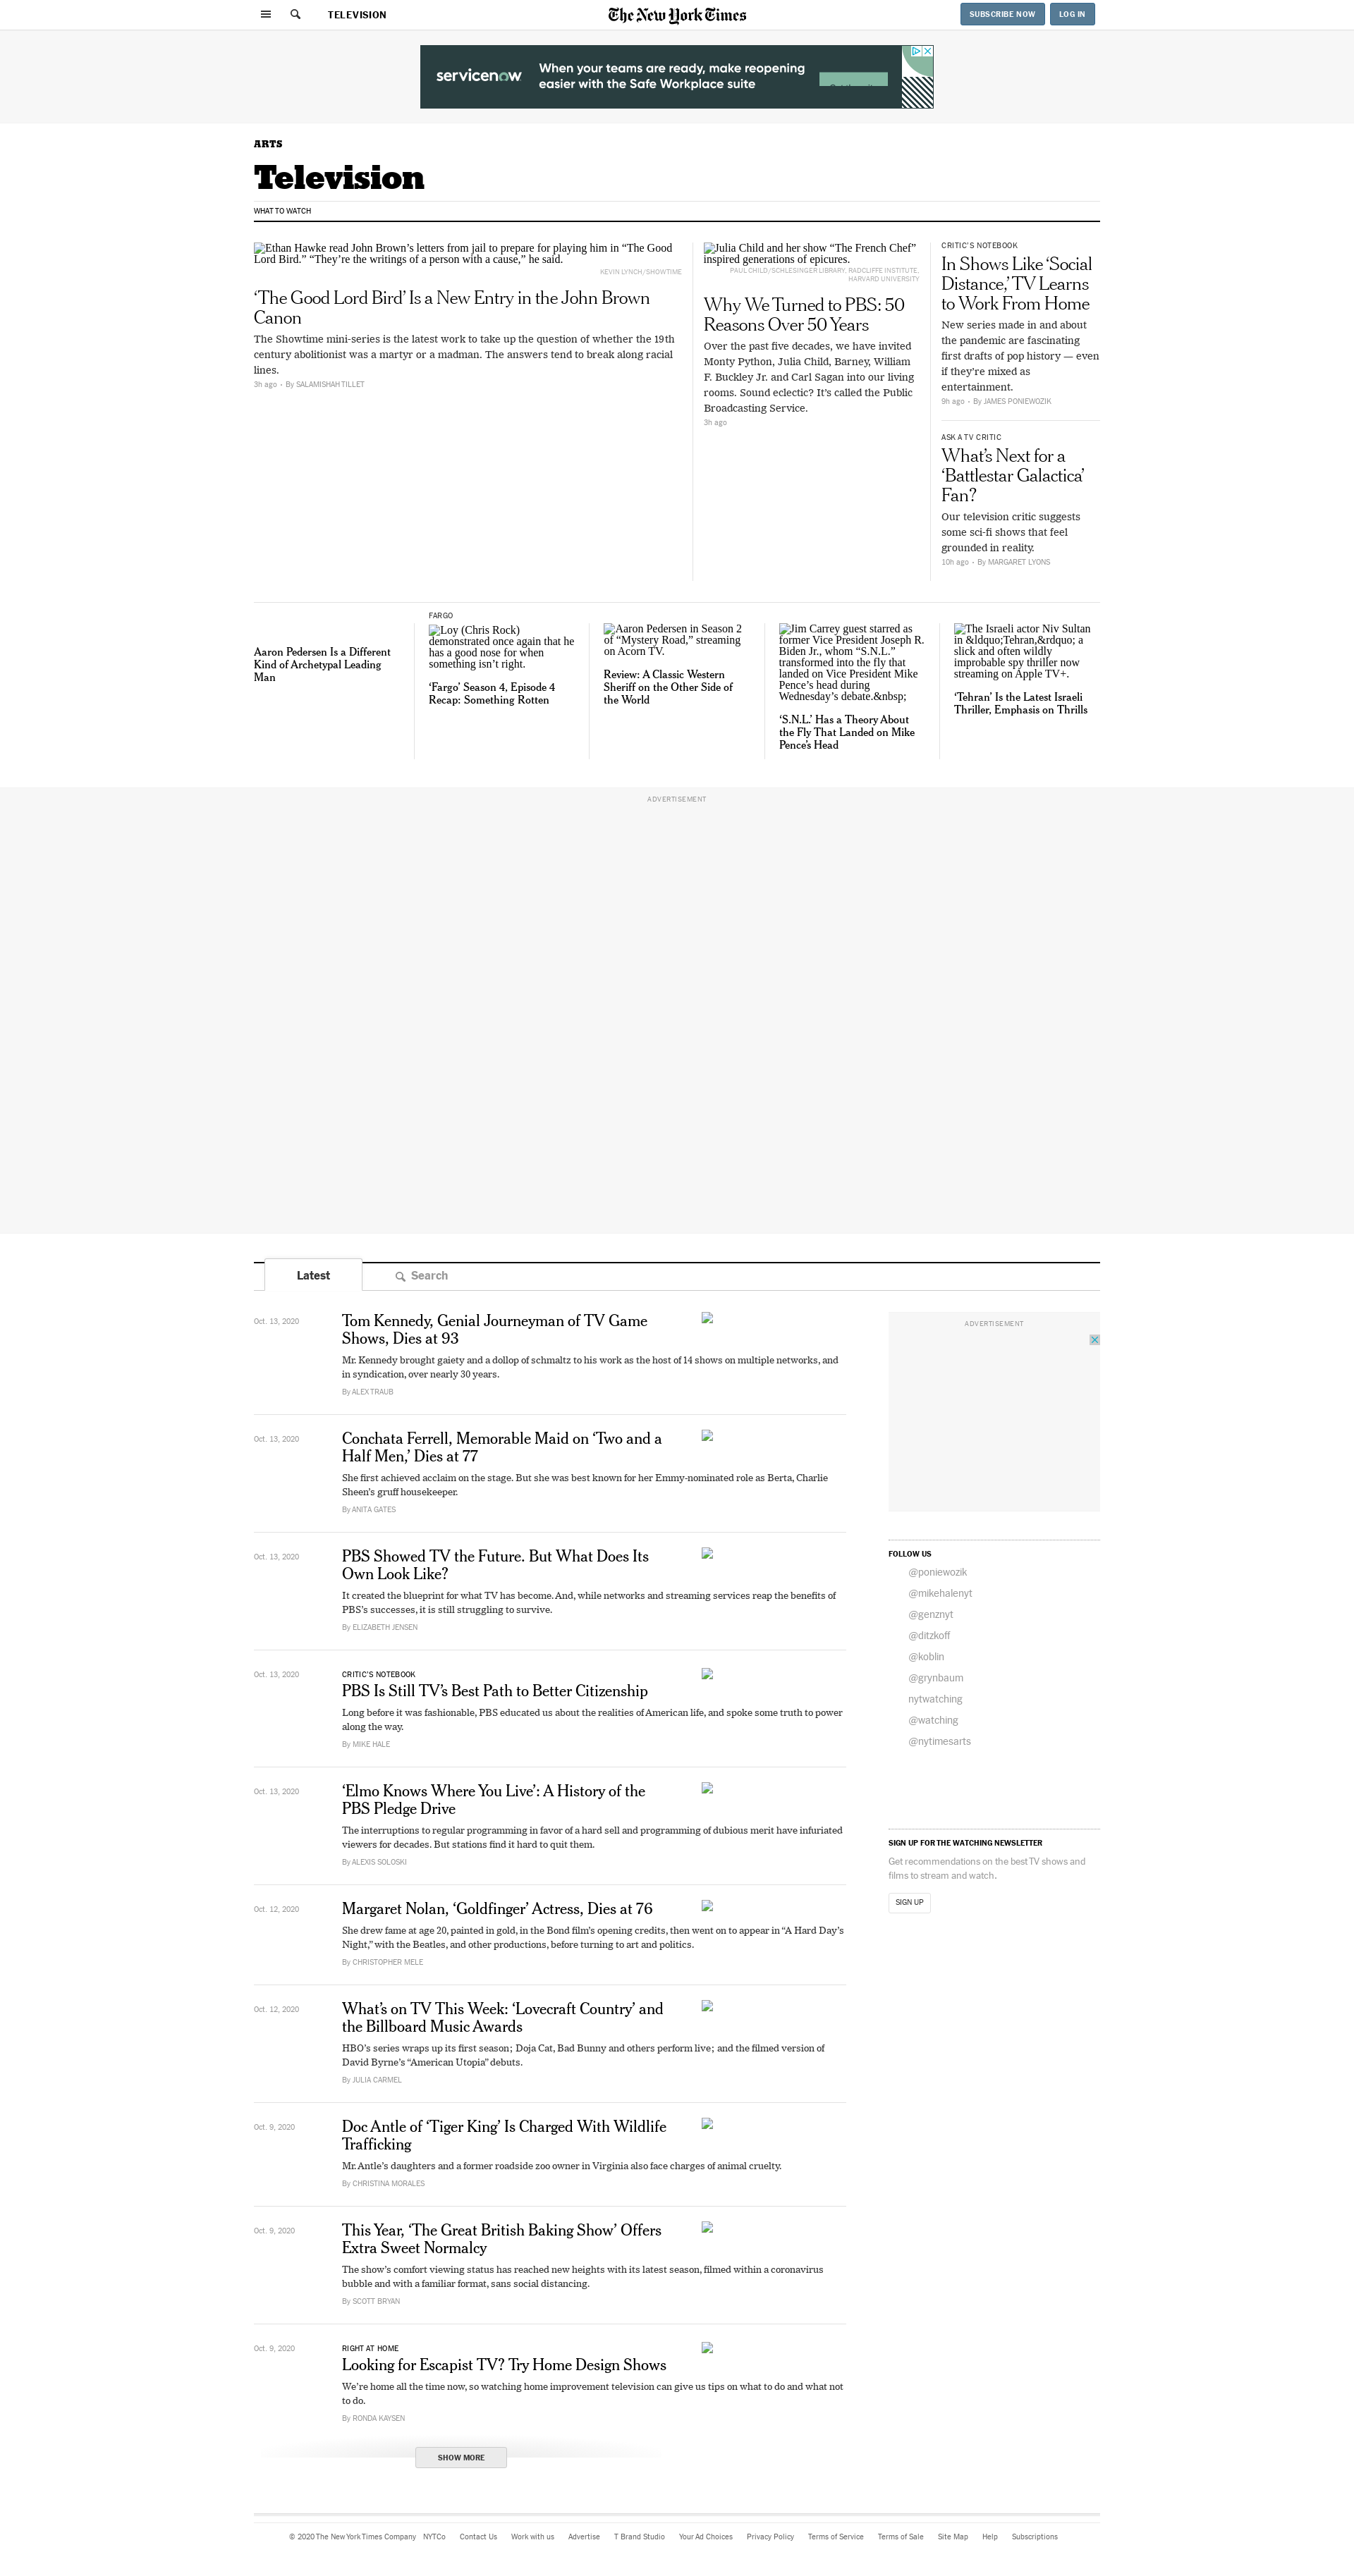 TELEVISION
The New York Times
SUBSCRIBE NOW
LOG IN
servicenow
When your teams are ready, make reopening
easier with the Safe Workplace suite
ARTS
Television
WHAT TO WATCH
Ethan Hawke read John Brown’s letters from jail to prepare for playing him in “The Good
Lord Bird.” “They’re the writings of a person with a cause,” he said.
KEVIN LYNCH/SHOWTIME
‘The Good Lord Bird’ Is a New Entry in the John Brown
Canon
The Showtime mini-series is the latest work to take up the question of whether the 19th
century abolitionist was a martyr or a madman. The answers tend to break along racial
lines.
3h ago • By SALAMISHAH TILLET
Julia Child and her show “The French Chef”
inspired generations of epicures.
PAUL CHILD/SCHLESINGER LIBRARY, RADCLIFFE INSTITUTE,
HARVARD UNIVERSITY
Why We Turned to PBS: 50
Reasons Over 50 Years
Over the past five decades, we have invited
Monty Python, Julia Child, Barney, William
F. Buckley Jr. and Carl Sagan into our living
rooms. Sound eclectic? It’s called the Public
Broadcasting Service.
3h ago
CRITIC’S NOTEBOOK
In Shows Like ‘Social
Distance,’ TV Learns
to Work From Home
New series made in and about
the pandemic are fascinating
first drafts of pop history — even
if they’re mixed as
entertainment.
9h ago • By JAMES PONIEWOZIK
ASK A TV CRITIC
What’s Next for a
‘Battlestar Galactica’
Fan?
Our television critic suggests
some sci-fi shows that feel
grounded in reality.
10h ago • By MARGARET LYONS
Aaron Pedersen Is a Different
Kind of Archetypal Leading
Man
FARGO
Loy (Chris Rock)
demonstrated once again that he
has a good nose for when
something isn’t right.
‘Fargo’ Season 4, Episode 4
Recap: Something Rotten
Aaron Pedersen in Season 2
of “Mystery Road,” streaming
on Acorn TV.
Review: A Classic Western
Sheriff on the Other Side of
the World
Jim Carrey guest starred as
former Vice President Joseph R.
Biden Jr., whom “S.N.L.”
transformed into the fly that
landed on Vice President Mike
Pence’s head during
Wednesday’s debate.&nbsp;
‘S.N.L.’ Has a Theory About
the Fly That Landed on Mike
Pence’s Head
The Israeli actor Niv Sultan
in &ldquo;Tehran,&rdquo; a
slick and often wildly
improbable spy thriller now
streaming on Apple TV+.
‘Tehran’ Is the Latest Israeli
Thriller, Emphasis on Thrills
ADVERTISEMENT
Latest
Search
Oct. 13, 2020
Tom Kennedy, Genial Journeyman of TV Game
Shows, Dies at 93
Mr. Kennedy brought gaiety and a dollop of schmaltz to his work as the host of 14 shows on multiple networks, and
in syndication, over nearly 30 years.
By ALEX TRAUB
Oct. 13, 2020
Conchata Ferrell, Memorable Maid on ‘Two and a
Half Men,’ Dies at 77
She first achieved acclaim on the stage. But she was best known for her Emmy-nominated role as Berta, Charlie
Sheen’s gruff housekeeper.
By ANITA GATES
Oct. 13, 2020
PBS Showed TV the Future. But What Does Its
Own Look Like?
It created the blueprint for what TV has become. And, while networks and streaming services reap the benefits of
PBS’s successes, it is still struggling to survive.
By ELIZABETH JENSEN
Oct. 13, 2020
CRITIC’S NOTEBOOK
PBS Is Still TV’s Best Path to Better Citizenship
Long before it was fashionable, PBS educated us about the realities of American life, and spoke some truth to power
along the way.
By MIKE HALE
Oct. 13, 2020
‘Elmo Knows Where You Live’: A History of the
PBS Pledge Drive
The interruptions to regular programming in favor of a hard sell and programming of dubious merit have infuriated
viewers for decades. But stations find it hard to quit them.
By ALEXIS SOLOSKI
Oct. 12, 2020
Margaret Nolan, ‘Goldfinger’ Actress, Dies at 76
She drew fame at age 20, painted in gold, in the Bond film’s opening credits, then went on to appear in “A Hard Day’s
Night,” with the Beatles, and other productions, before turning to art and politics.
By CHRISTOPHER MELE
Oct. 12, 2020
What’s on TV This Week: ‘Lovecraft Country’ and
the Billboard Music Awards
HBO’s series wraps up its first season; Doja Cat, Bad Bunny and others perform live; and the filmed version of
David Byrne’s “American Utopia” debuts.
By JULIA CARMEL
Oct. 9, 2020
Doc Antle of ‘Tiger King’ Is Charged With Wildlife
Trafficking
Mr. Antle’s daughters and a former roadside zoo owner in Virginia also face charges of animal cruelty.
By CHRISTINA MORALES
Oct. 9, 2020
This Year, ‘The Great British Baking Show’ Offers
Extra Sweet Normalcy
The show’s comfort viewing status has reached new heights with its latest season, filmed within a coronavirus
bubble and with a familiar format, sans social distancing.
By SCOTT BRYAN
Oct. 9, 2020
RIGHT AT HOME
Looking for Escapist TV? Try Home Design Shows
We’re home all the time now, so watching home improvement television can give us tips on what to do and what not
to do.
By RONDA KAYSEN
SHOW MORE
ADVERTISEMENT
FOLLOW US
@poniewozik
@mikehalenyt
@genznyt
@ditzkoff
@koblin
@grynbaum
nytwatching
@watching
@nytimesarts
SIGN UP FOR THE WATCHING NEWSLETTER
Get recommendations on the best TV shows and
films to stream and watch.
SIGN UP
© 2020 The New York Times Company NYTCo Contact Us Work with us Advertise T Brand Studio Your Ad Choices Privacy Policy Terms of Service Terms of Sale Site Map Help Subscriptions